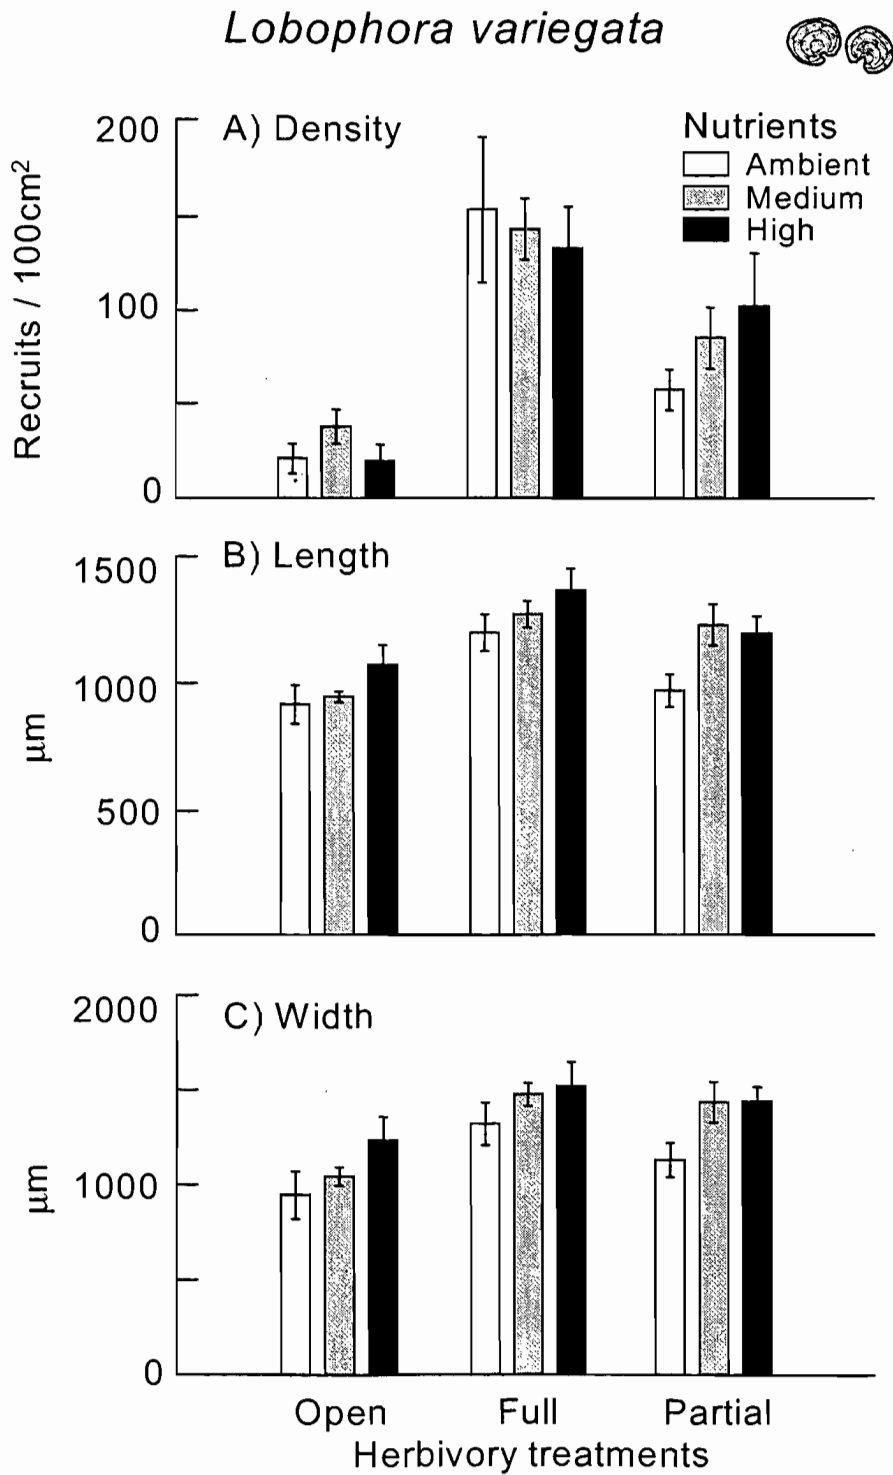 Lobophora variegata
A) Density
Nutrients
Ambient
Medium
High
Recruits / 100cm²
200
100
0
B) Length
μm
1500
1000
500
0
C) Width
μm
2000
1000
0
Open Full Partial
Herbivory treatments